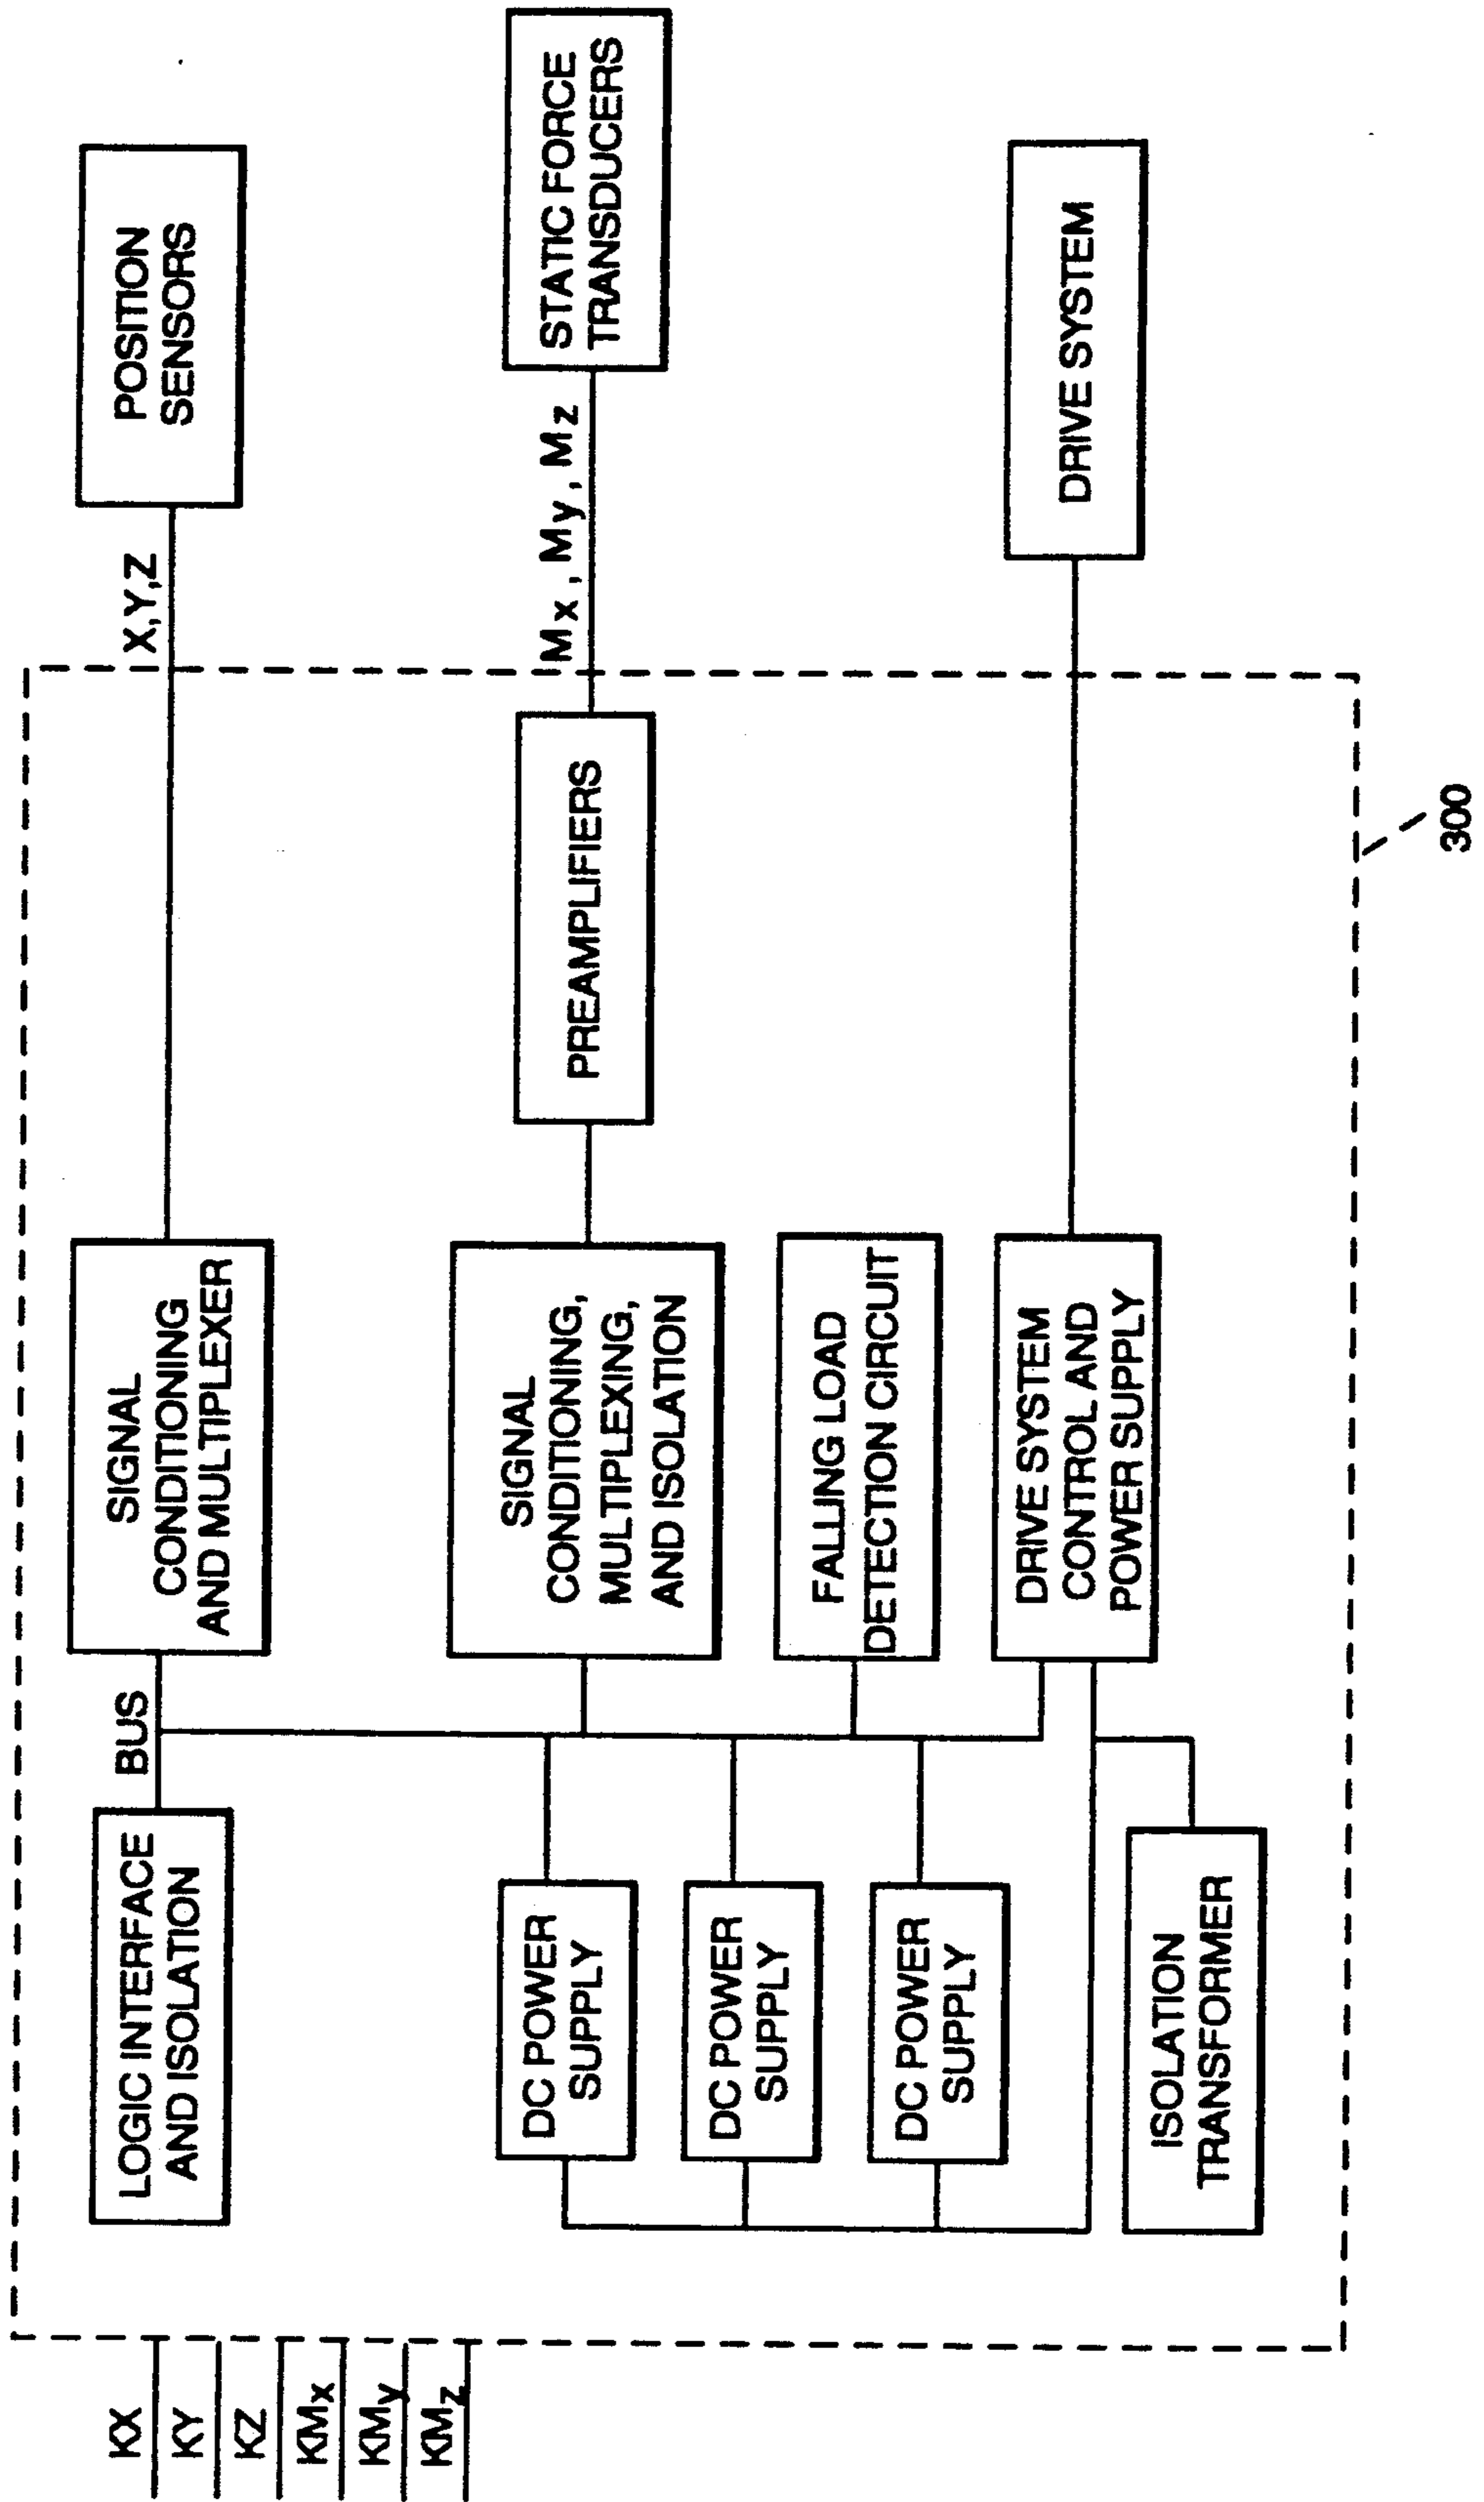 KX
KY
KZ
KMx
KMy
KMz
LOGIC INTERFACE
AND ISOLATION
BUS
SIGNAL
CONDITIONING
AND MULTIPLEXER
X,Y,Z
POSITION
SENSORS
DC POWER
SUPPLY
SIGNAL
CONDITIONING,
MULTIPLEXING,
AND ISOLATION
PREAMPLIFIERS
Mx, My, Mz
STATIC FORCE
TRANSDUCERS
DC POWER
SUPPLY
FALLING LOAD
DETECTION CIRCUIT
DC POWER
SUPPLY
DRIVE SYSTEM
CONTROL AND
POWER SUPPLY
DRIVE SYSTEM
ISOLATION
TRANSFORMER
300